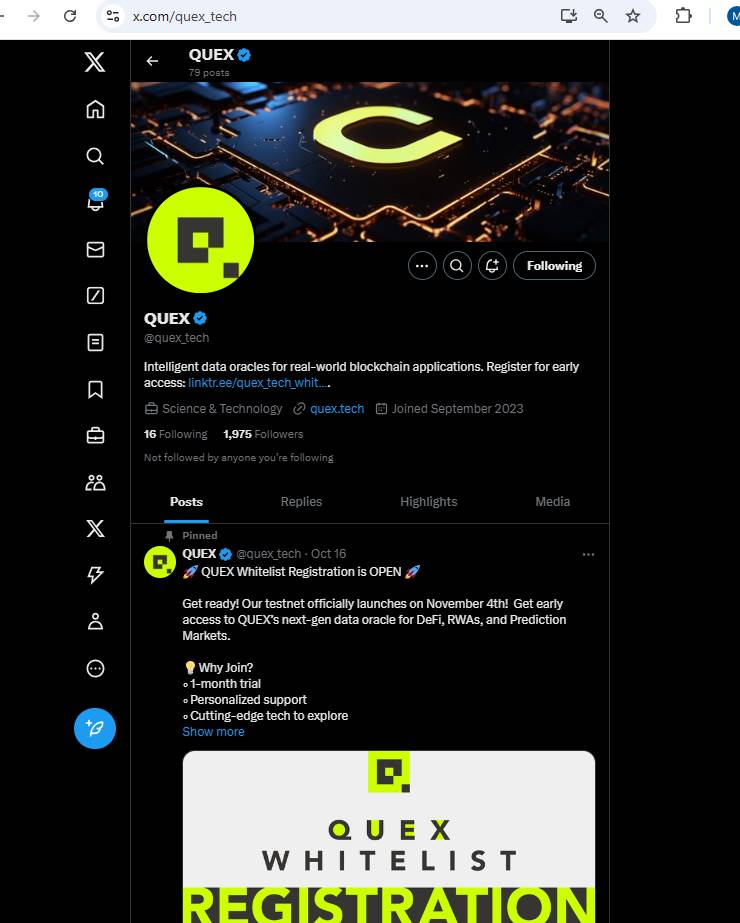 x.com/quex_tech
M
QUEX
79 posts
10
Following
QUEX
@quex_tech
Intelligent data oracles for real-world blockchain applications. Register for early
access: linktr.ee/quex_tech_whit....
Science & Technology quex.tech Joined September 2023
16 Following 1,975 Followers
Not followed by anyone you're following
Posts Replies Highlights Media
Pinned
QUEX @quex_tech · Oct 16
🚀 QUEX Whitelist Registration is OPEN 🚀
Get ready! Our testnet officially launches on November 4th! Get early
access to QUEX's next-gen data oracle for DeFi, RWAs, and Prediction
Markets.
💡 Why Join?
∘ 1-month trial
∘ Personalized support
∘ Cutting-edge tech to explore
Show more
QUEX
WHITELIST
REGISTRATION